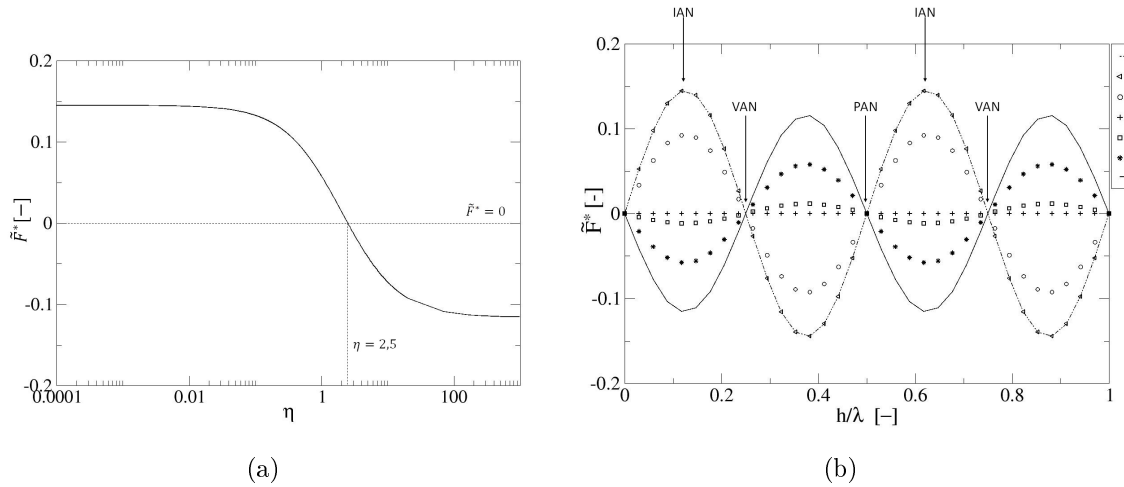 0.2
0.1
0
-0.1
-0.2
F̃* [−]
F̃* = 0
η = 2,5
0.0001
0.01
1
100
η
(a)
IAN
IAN
VAN
PAN
VAN
0.2
0.1
0
-0.1
-0.2
F̃* [-]
0
0.2
0.4
0.6
0.8
1
h/λ [−]
(b)